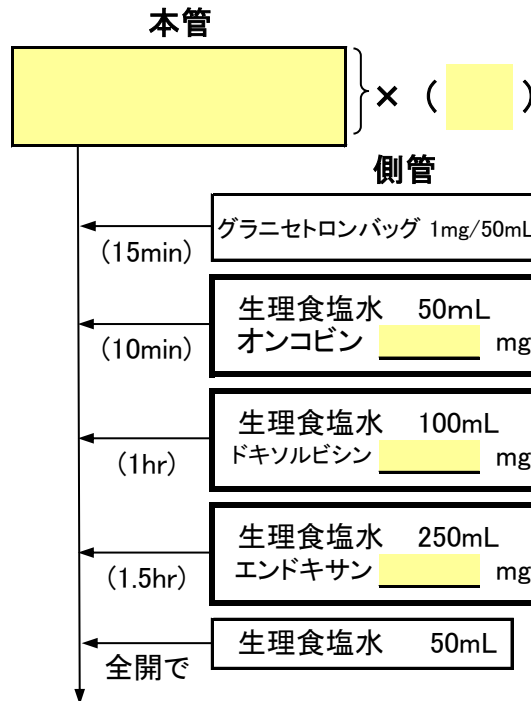 本管
× ( )
側管
グラニセトロンバッグ 1mg/50mL
(15min)
生理食塩水 50mL
オンコビン mg
(10min)
生理食塩水 100mL
ドキソルビシン mg
(1hr)
生理食塩水 250mL
エンドキサン mg
(1.5hr)
生理食塩水 50mL
全開で